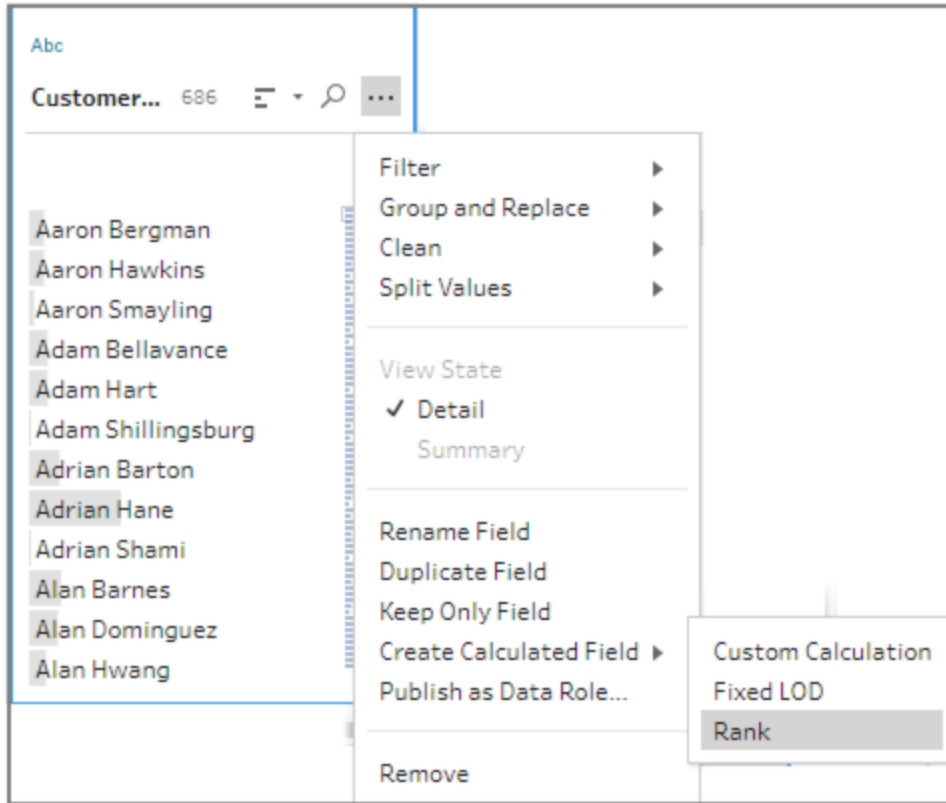 Abc
Customer... 686
Aaron Bergman
Aaron Hawkins
Aaron Smayling
Adam Bellavance
Adam Hart
Adam Shillingsburg
Adrian Barton
Adrian Hane
Adrian Shami
Alan Barnes
Alan Dominguez
Alan Hwang
Filter
Group and Replace
Clean
Split Values
View State
Detail
Summary
Rename Field
Duplicate Field
Keep Only Field
Create Calculated Field
Publish as Data Role...
Remove
Custom Calculation
Fixed LOD
Rank